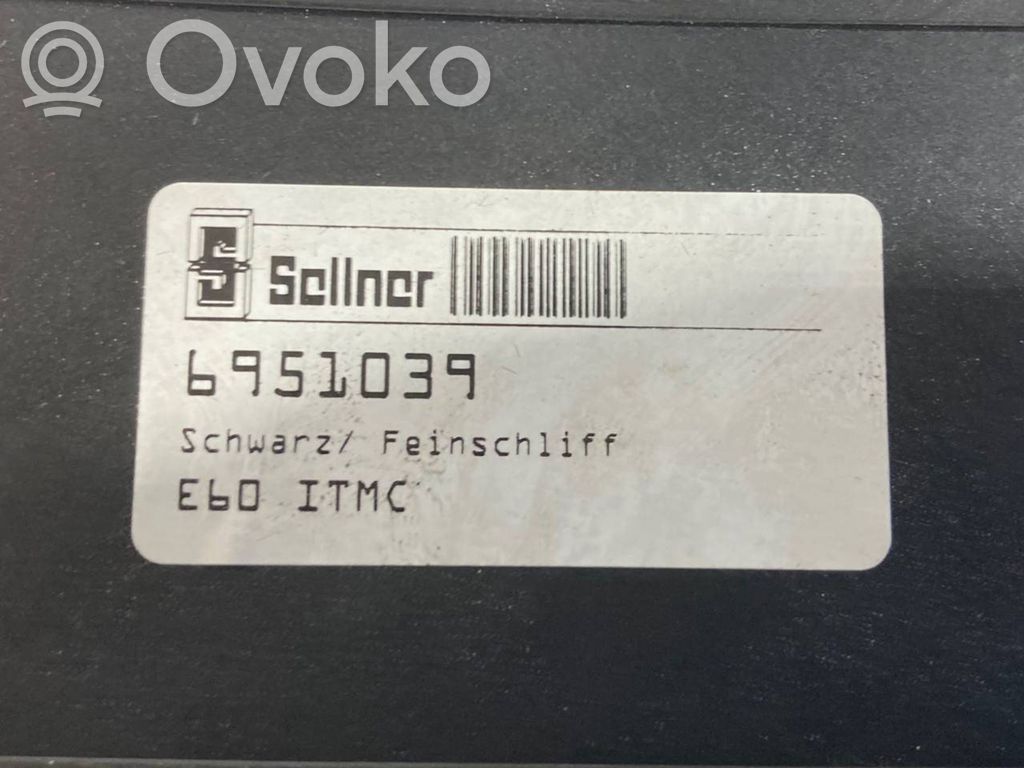 Ovoko
Sellner
6951039
Schwarz/ Feinschliff
E60 ITMC